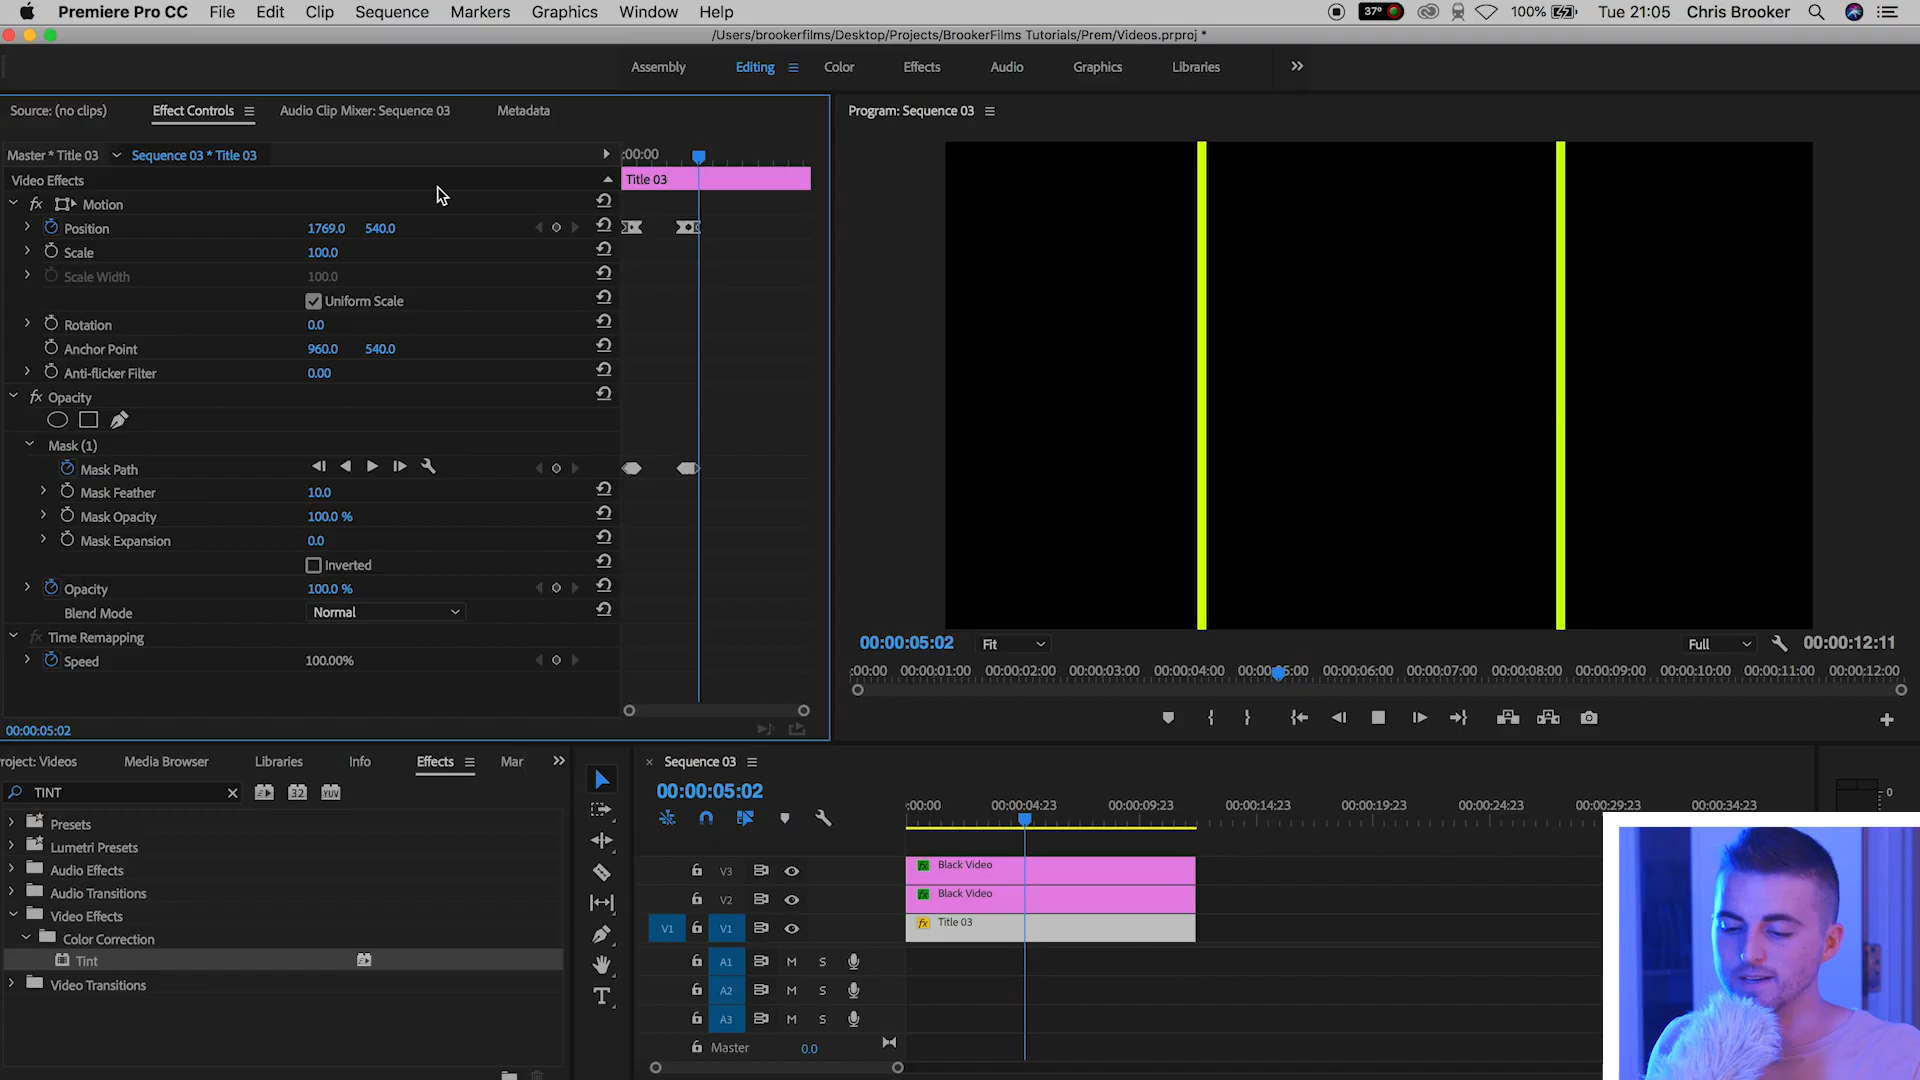 Premiere Pro CC File Edit Clip Sequence Markers Graphics Window Help 37° 100% Tue 21:05 Chris Brooker
/Users/brookerfilms/Desktop/Projects/BrookerFilms Tutorials/Prem/Videos.prproj *
Assembly Editing Color Effects Audio Graphics Libraries
Source: (no clips) Effect Controls Audio Clip Mixer: Sequence 03 Metadata
Program: Sequence 03
Master * Title 03 Sequence 03 * Title 03 :00:00
Video Effects Title 03
fx Motion
Position 1769.0 540.0
Scale 100.0
Scale Width 100.0
Uniform Scale
Rotation 0.0
Anchor Point 960.0 540.0
Anti-flicker Filter 0.00
fx Opacity
Mask (1)
Mask Path
Mask Feather 10.0
Mask Opacity 100.0 %
Mask Expansion 0.0
Inverted
Opacity 100.0 %
Blend Mode Normal
fx Time Remapping
Speed 100.00%
00:00:05:02
00:00:05:02 Fit Full 00:00:12:11
:00:00 00:00:01:00 00:00:02:00 00:00:03:00 00:00:04:00 00:00:05:00 00:00:06:00 00:00:07:00 00:00:08:00 00:00:09:00 00:00:10:00 00:00:11:00 00:00:12:00
roject: Videos Media Browser Libraries Info Effects Mar
TINT 32 YUV
Presets
Lumetri Presets
Audio Effects
Audio Transitions
Video Effects
Color Correction
Tint
Video Transitions
Sequence 03
00:00:05:02
:00:00 00:00:04:23 00:00:09:23 00:00:14:23 00:00:19:23 00:00:24:23 00:00:29:23 00:00:34:23
0
V3 fx Black Video
V2 fx Black Video
V1 V1 fx Title 03
A1 M S
A2 M S
A3 M S
Master 0.0